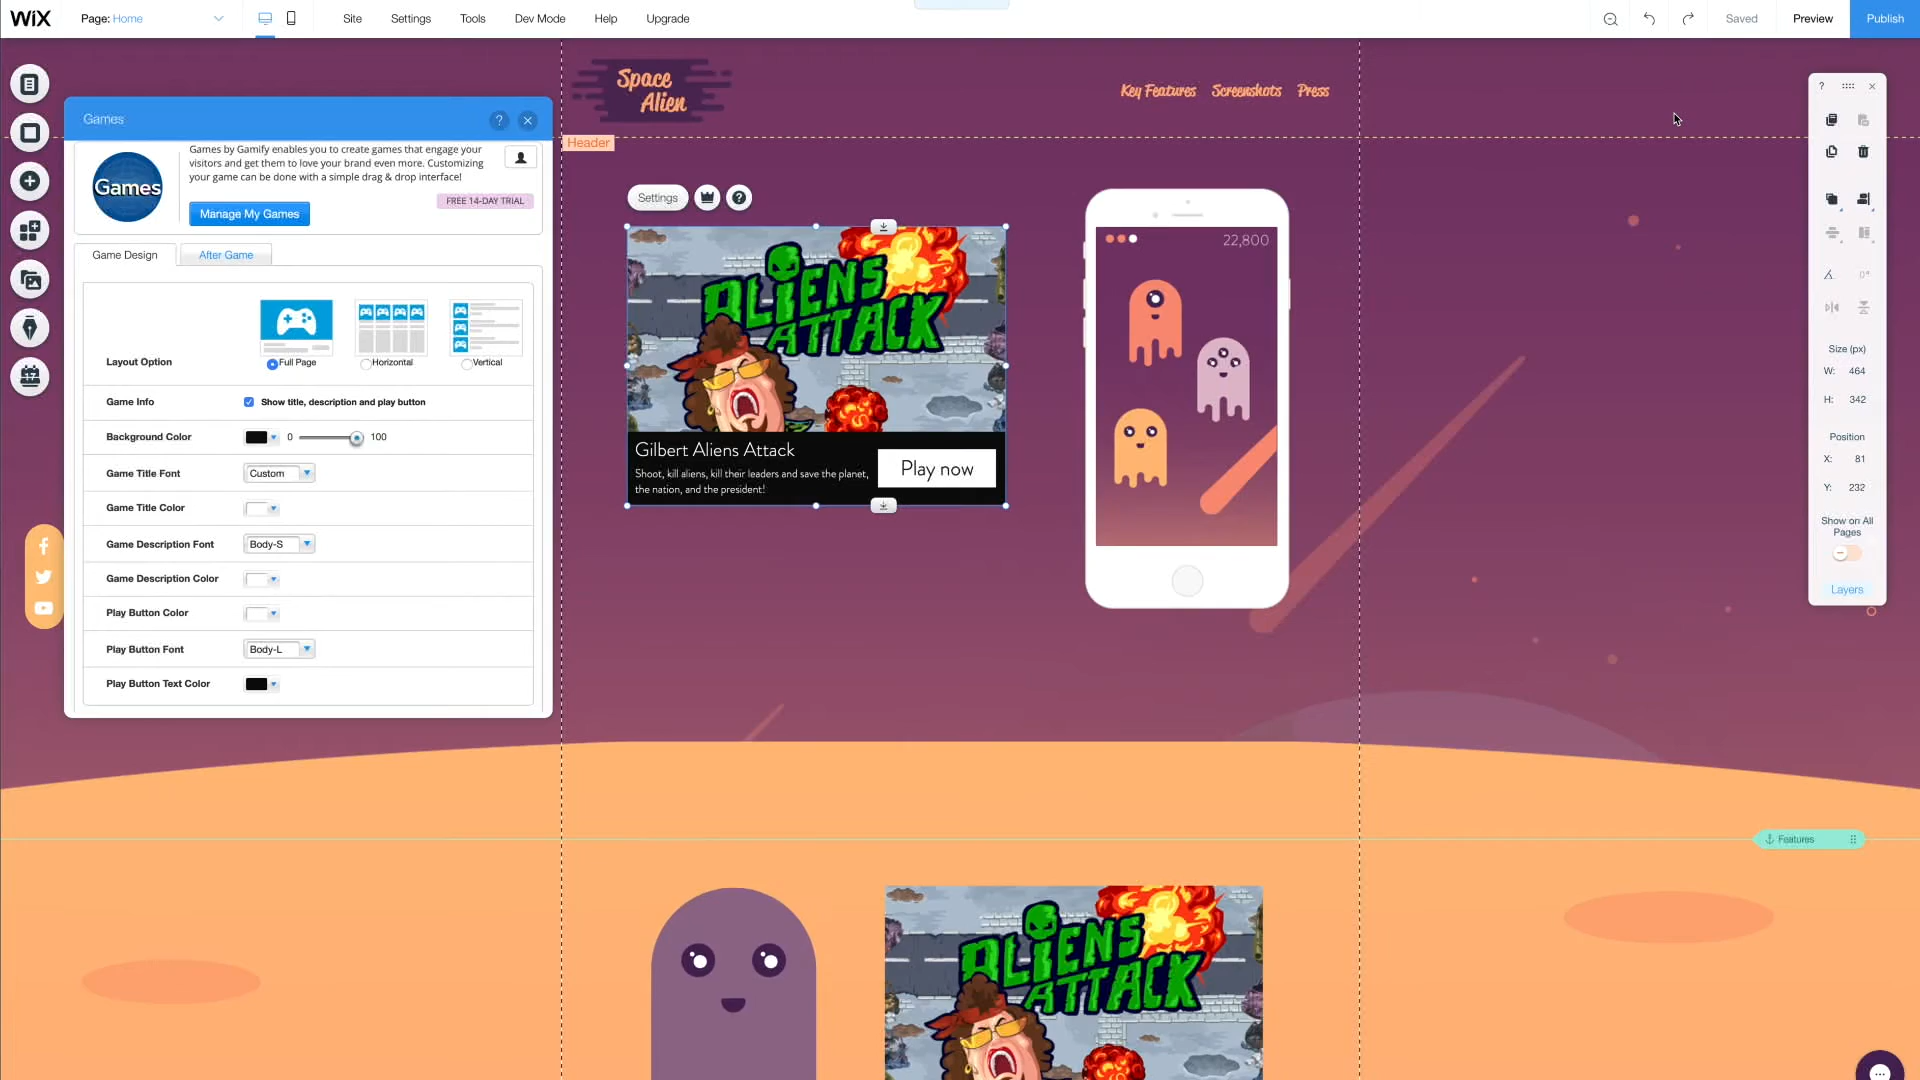 WiX
Page: Home
Site
Settings
Tools
Dev Mode
Help
Upgrade
Saved
Preview
Publish
Space
Alien
Key Features
Screenshots
Press
Header
Games
?
Games
Games by Gamify enables you to create games that engage your
visitors and get them to love your brand even more. Customizing
your game can be done with a simple drag & drop interface!
FREE 14-DAY TRIAL
Manage My Games
Game Design
After Game
Layout Option
Full Page
Horizontal
Vertical
Game Info
Show title, description and play button
Background Color
0
100
Game Title Font
Custom
Game Title Color
Game Description Font
Body-S
Game Description Color
Play Button Color
Play Button Font
Body-L
Play Button Text Color
17
Settings
?
ALIENS
ATTACK
Gilbert Aliens Attack
Shoot, kill aliens, kill their leaders and save the planet,
the nation, and the president!
Play now
22,800
?
0°
Size (px)
W: 464
H: 342
Position
X: 81
Y: 232
Show on All
Pages
Layers
Features
ALIENS
ATTACK